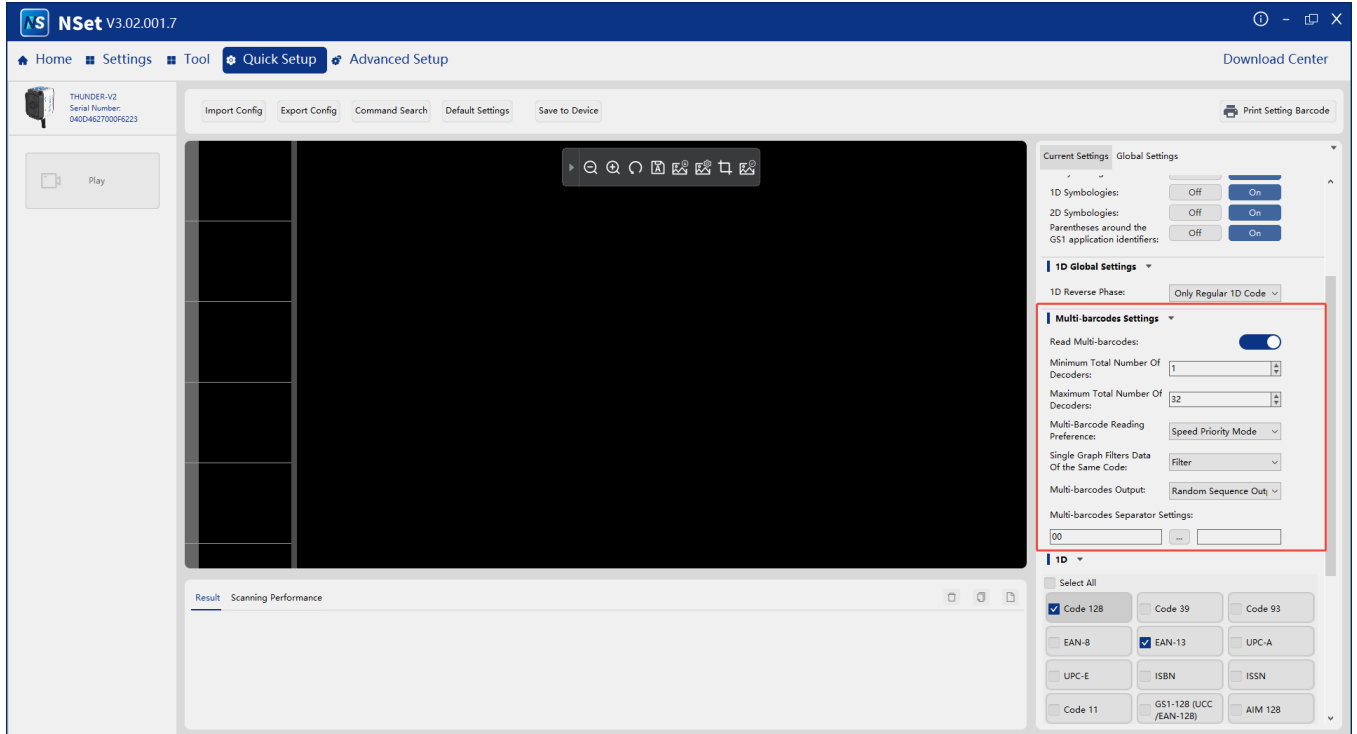 NS NSet V3.02.001.7
Home Settings Tool Quick Setup Advanced Setup Download Center
THUNDER-V2
Serial Number:
040D4627000F6223
Import Config Export Config Command Search Default Settings Save to Device Print Setting Barcode
Play
Current Settings Global Settings
1D Symbologies: Off On
2D Symbologies: Off On
Parentheses around the
GS1 application identifiers: Off On
1D Global Settings
1D Reverse Phase: Only Regular 1D Code
Multi-barcodes Settings
Read Multi-barcodes:
Minimum Total Number Of
Decoders: 1
Maximum Total Number Of
Decoders: 32
Multi-Barcode Reading
Preference: Speed Priority Mode
Single Graph Filters Data
Of the Same Code: Filter
Multi-barcodes Output: Random Sequence Outp
Multi-barcodes Separator Settings:
00 ...
1D
Select All
Code 128 Code 39 Code 93
EAN-8 EAN-13 UPC-A
UPC-E ISBN ISSN
Code 11 GS1-128 (UCC
/EAN-128) AIM 128
Result Scanning Performance